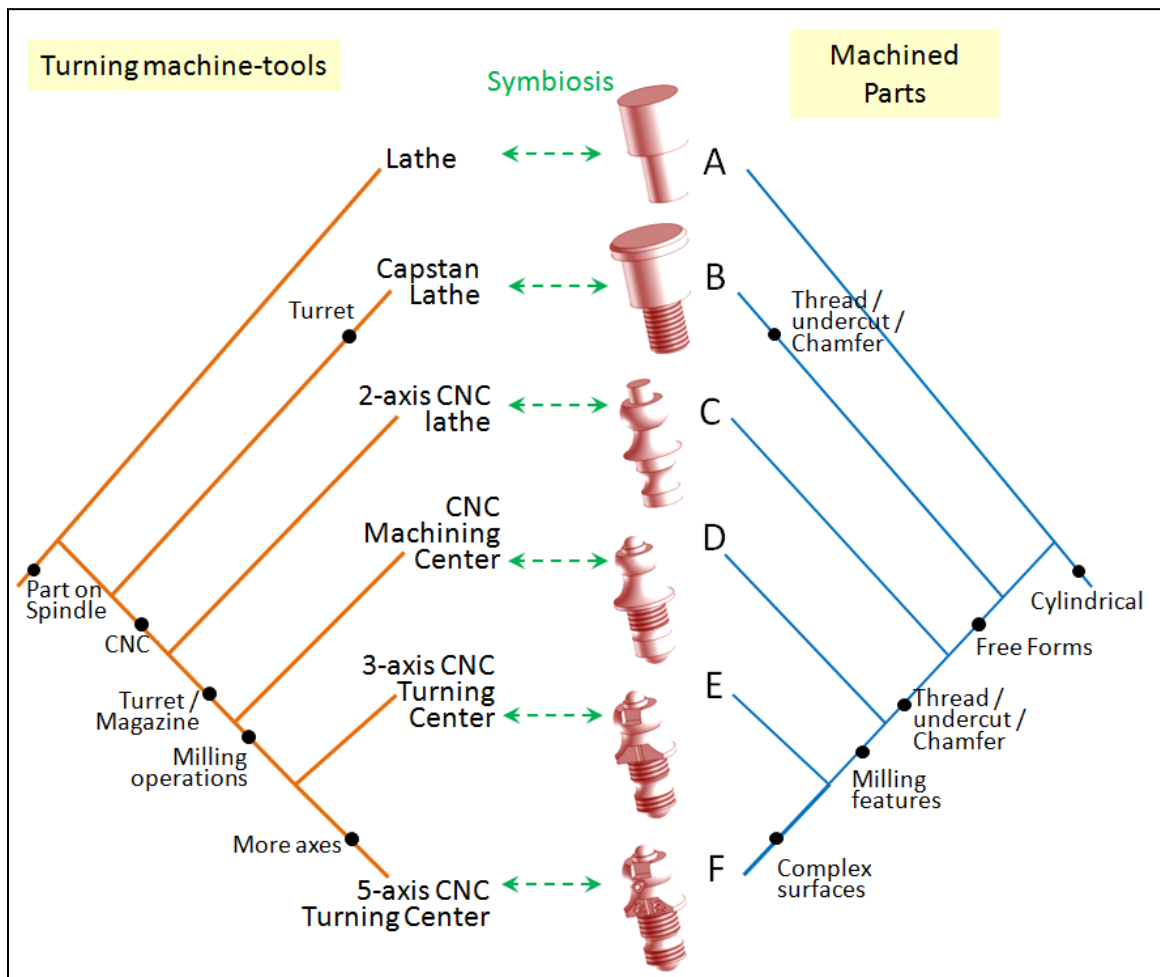 Turning machine-tools
Machined
Parts
Symbiosis
Lathe
A
Capstan
Lathe
B
Turret
Thread /
undercut /
Chamfer
2-axis CNC
lathe
C
CNC
Machining
Center
D
Part on
Spindle
Cylindrical
CNC
Free Forms
3-axis CNC
Turning
Center
E
Turret /
Magazine
Thread /
undercut /
Chamfer
Milling
operations
Milling
features
More axes
F
Complex
surfaces
5-axis CNC
Turning Center